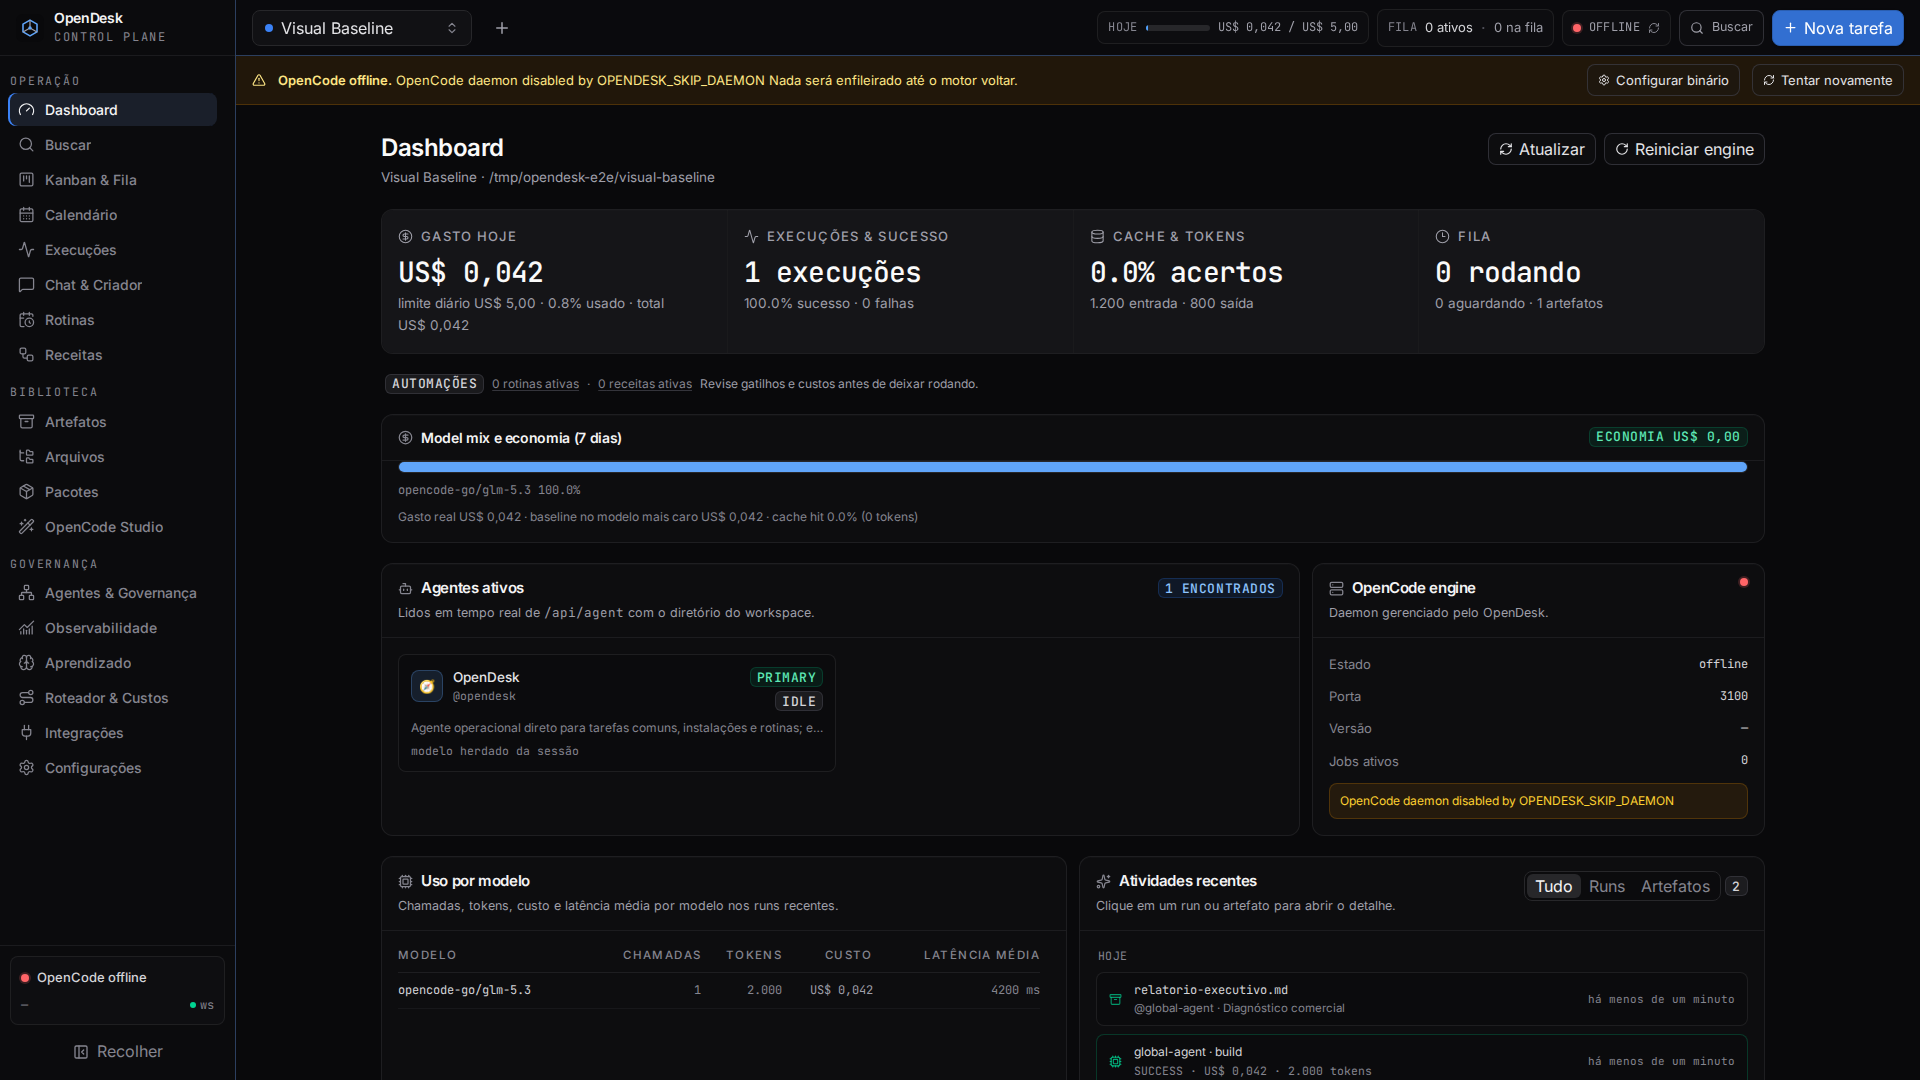 OpenDesk
CONTROL PLANE
Visual Baseline
HOJE US$ 0,042 / US$ 5,00
FILA 0 ativos · 0 na fila
OFFLINE
Buscar
Nova tarefa
OpenCode offline. OpenCode daemon disabled by OPENDESK_SKIP_DAEMON Nada será enfileirado até o motor voltar.
Configurar binário
Tentar novamente
OPERAÇÃO
Dashboard
Buscar
Kanban & Fila
Calendário
Execuções
Chat & Criador
Rotinas
Receitas
BIBLIOTECA
Artefatos
Arquivos
Pacotes
OpenCode Studio
GOVERNANÇA
Agentes & Governança
Observabilidade
Aprendizado
Roteador & Custos
Integrações
Configurações
OpenCode offline
—
ws
Recolher
Dashboard
Visual Baseline · /tmp/opendesk-e2e/visual-baseline
Atualizar
Reiniciar engine
GASTO HOJE
US$ 0,042
limite diário US$ 5,00 · 0.8% usado · total
US$ 0,042
EXECUÇÕES & SUCESSO
1 execuções
100.0% sucesso · 0 falhas
CACHE & TOKENS
0.0% acertos
1.200 entrada · 800 saída
FILA
0 rodando
0 aguardando · 1 artefatos
AUTOMAÇÕES 0 rotinas ativas · 0 receitas ativas Revise gatilhos e custos antes de deixar rodando.
Model mix e economia (7 dias)
ECONOMIA US$ 0,00
opencode-go/glm-5.3 100.0%
Gasto real US$ 0,042 · baseline no modelo mais caro US$ 0,042 · cache hit 0.0% (0 tokens)
Agentes ativos
1 ENCONTRADOS
Lidos em tempo real de /api/agent com o diretório do workspace.
OpenDesk
@opendesk
PRIMARY
IDLE
Agente operacional direto para tarefas comuns, instalações e rotinas; e...
modelo herdado da sessão
OpenCode engine
Daemon gerenciado pelo OpenDesk.
Estado offline
Porta 3100
Versão —
Jobs ativos 0
OpenCode daemon disabled by OPENDESK_SKIP_DAEMON
Uso por modelo
Chamadas, tokens, custo e latência média por modelo nos runs recentes.
MODELO CHAMADAS TOKENS CUSTO LATÊNCIA MÉDIA
opencode-go/glm-5.3 1 2.000 US$ 0,042 4200 ms
Atividades recentes
Clique em um run ou artefato para abrir o detalhe.
Tudo Runs Artefatos 2
HOJE
relatorio-executivo.md
@global-agent · Diagnóstico comercial
há menos de um minuto
global-agent · build
SUCCESS · US$ 0,042 · 2.000 tokens
há menos de um minuto